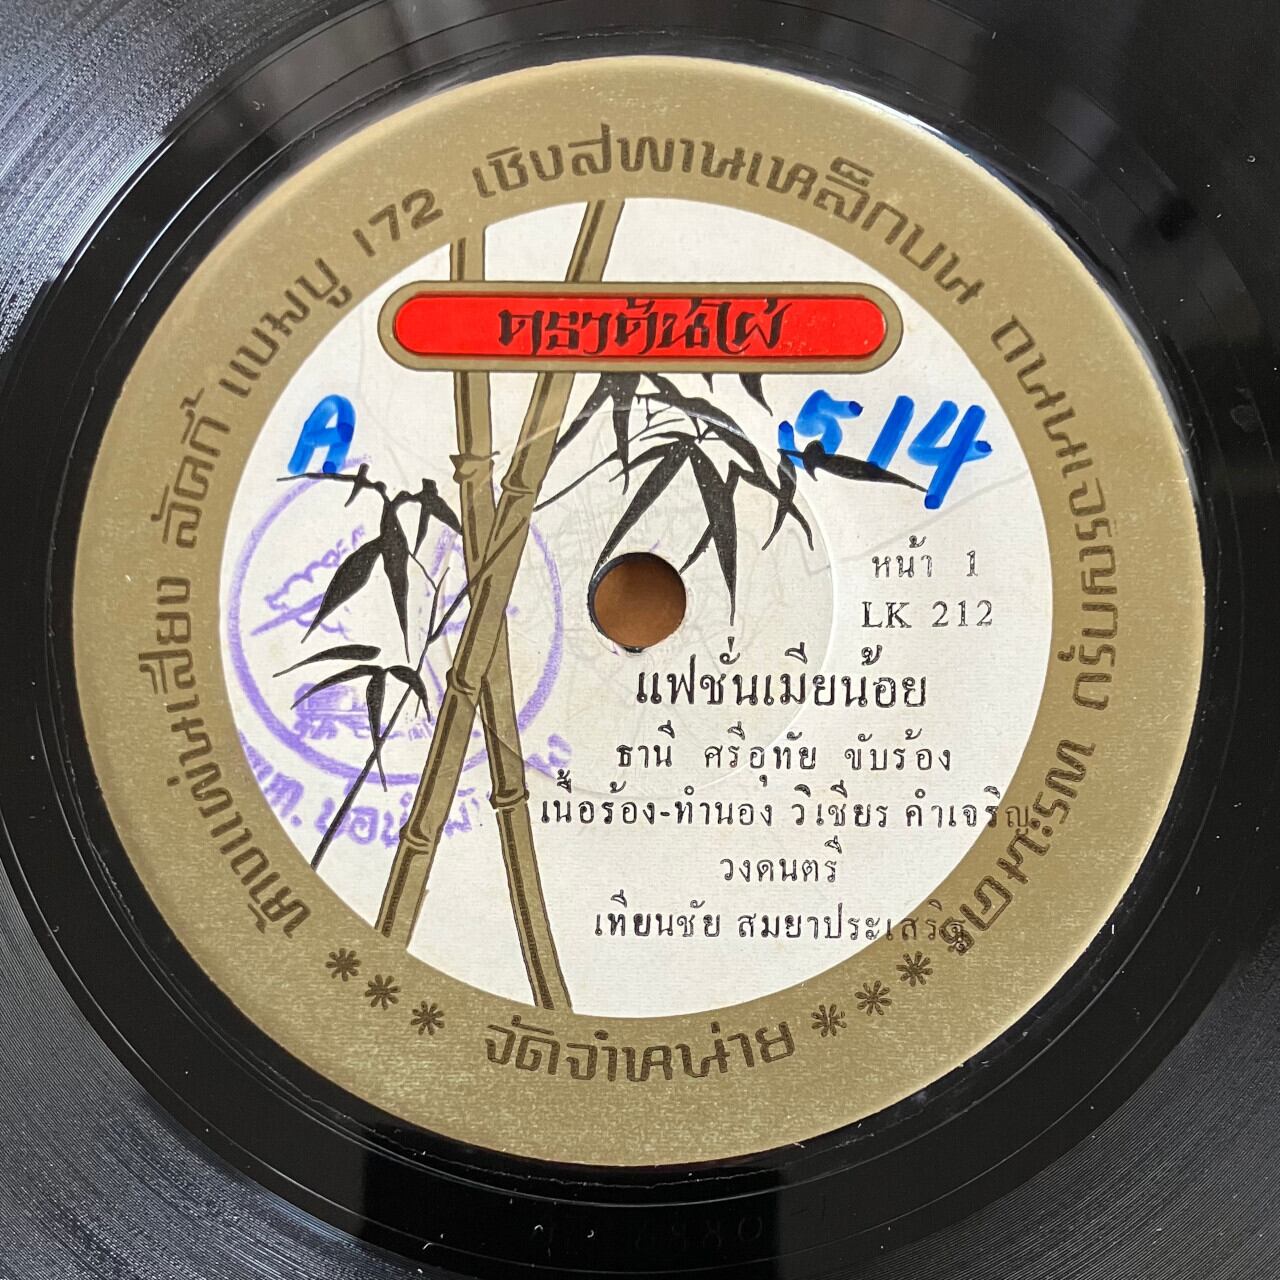 ห้างแผ่นเสียง ลัคกี้ แบมบู 172 เชิงสพานเหล็กบน ถนนเจริญกรุง พระนคร
จัดจำหน่าย
ตราต้นไผ่
A
514
หน้า 1
LK 212
แฟชั่นเมียน้อย
ธานี ศรีอุทัย ขับร้อง
เนื้อร้อง-ทำนอง วิเชียร คำเจริญ
วงดนตรี
เทียนชัย สมยาประเสริฐ